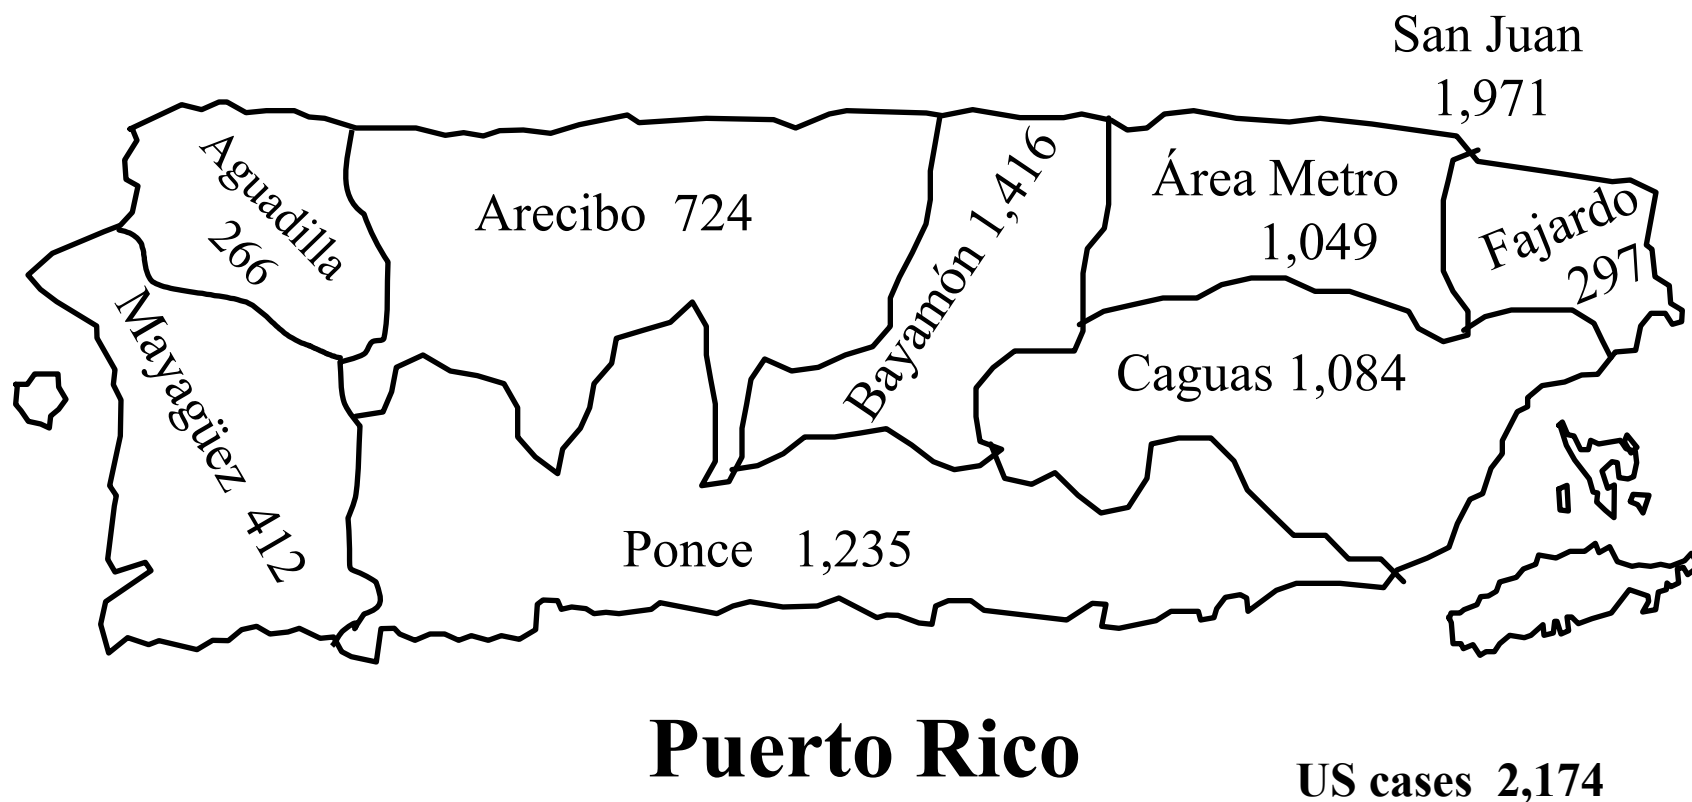 San Juan
1,971
Aguadilla
266
Arecibo 724
Bayamón 1,416
Área Metro
1,049
Fajardo
297
Mayagüez 412
Caguas 1,084
Ponce 1,235
Puerto Rico
US cases 2,174